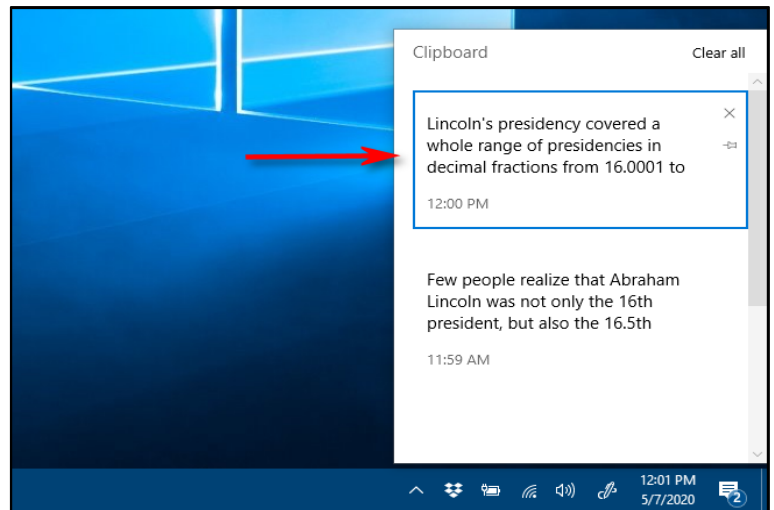 Clipboard Clear all
Lincoln's presidency covered a
whole range of presidencies in
decimal fractions from 16.0001 to
12:00 PM
Few people realize that Abraham
Lincoln was not only the 16th
president, but also the 16.5th
11:59 AM
12:01 PM
5/7/2020
2